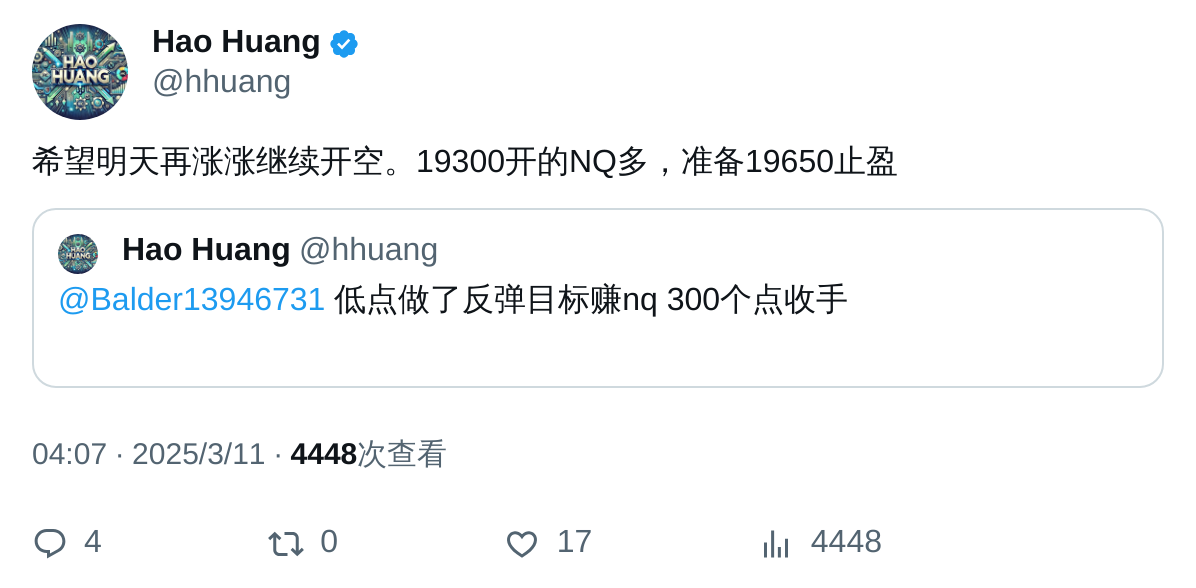 HAO
HUANG
Hao Huang
@hhuang
希望明天再涨涨继续开空。19300开的NQ多，准备19650止盈
HAO
HUANG
Hao Huang @hhuang
@Balder13946731 低点做了反弹目标赚nq 300个点收手
04:07 · 2025/3/11 · 4448次查看
4 0 17 4448